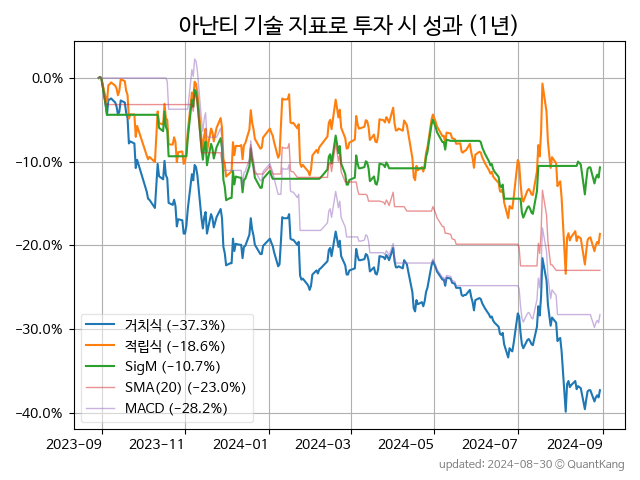 아난티 기술 지표로 투자 시 성과 (1년)
0.0%
−10.0%
−20.0%
−30.0%
−40.0%
거치식 (−37.3%)
적립식 (−18.6%)
SigM (−10.7%)
SMA(20) (−23.0%)
MACD (−28.2%)
2023-09 2023-11 2024-01 2024-03 2024-05 2024-07 2024-09
updated: 2024-08-30 © QuantKang